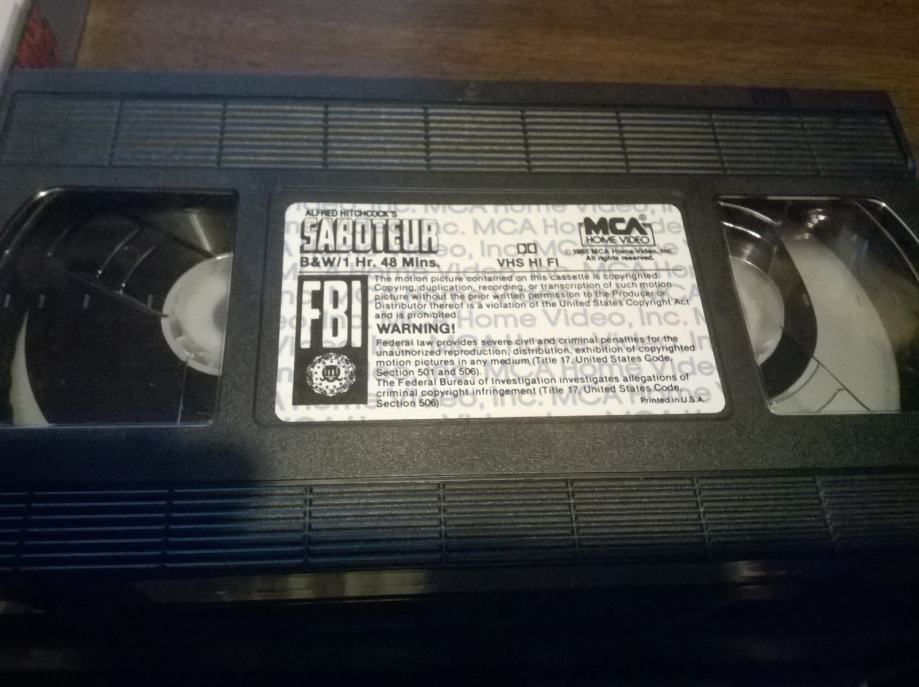 ALFRED HITCHCOCK'S
SABOTEUR
B&W/1 Hr. 48 Mins.
VHS HI FI
MCA®
HOME VIDEO
© 1985 MCA Home Video, Inc.
All rights reserved.
FBI
The motion picture contained on this cassette is copyrighted.
Copying, duplication, recording, or transcription of such motion
picture without the prior written permission to the Producer or
Distributor thereof is a violation of the United States Copyright Act
and is prohibited.
WARNING!
Federal law provides severe civil and criminal penalties for the
unauthorized reproduction, distribution, exhibition of copyrighted
motion pictures in any medium (Title 17, United States Code,
Section 501 and 506).
The Federal Bureau of Investigation investigates allegations of
criminal copyright infringement (Title 17, United States Code,
Section 506)
Printed in U.S.A.